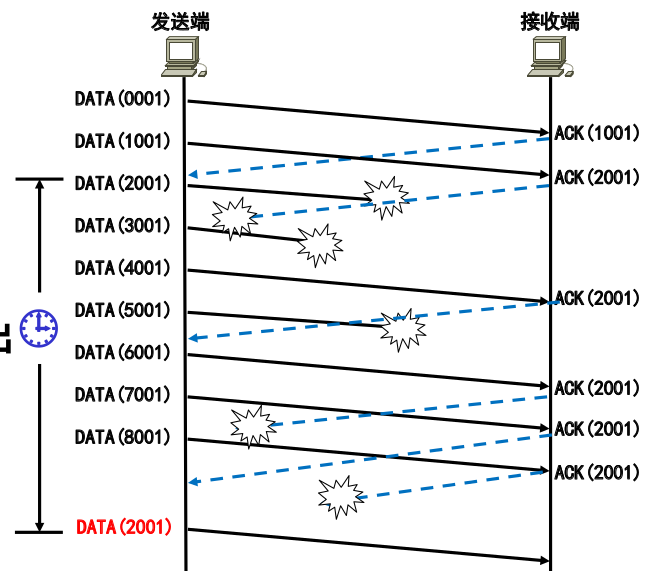 发送端 接收端
DATA(0001)
ACK(1001)
DATA(1001)
ACK(2001)
DATA(2001)
DATA(3001)
DATA(4001)
ACK(2001)
DATA(5001)
DATA(6001)
ACK(2001)
DATA(7001)
ACK(2001)
DATA(8001)
ACK(2001)
DATA(2001)